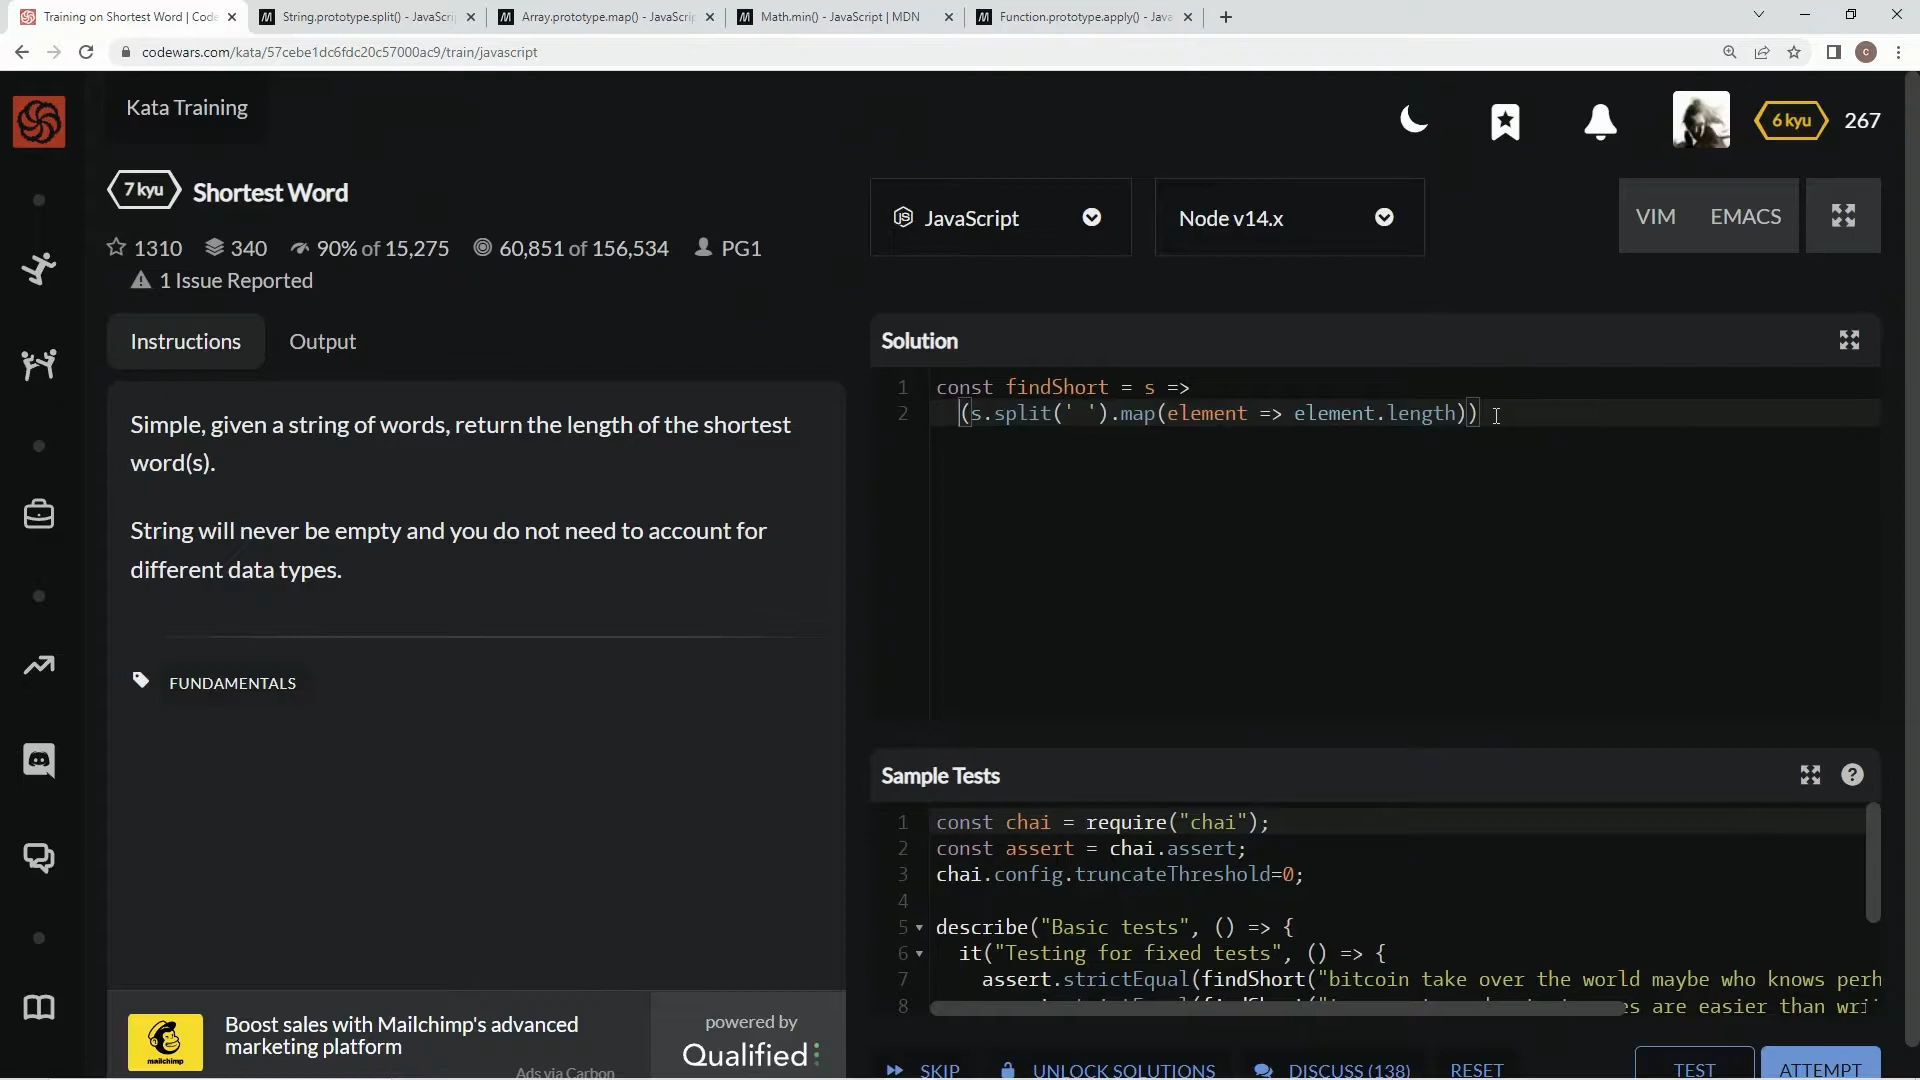 Training on Shortest Word | Code
String.prototype.split() - JavaScri
Array.prototype.map() - JavaScri
Math.min() - JavaScript | MDN
Function.prototype.apply() - Java
codewars.com/kata/57cebe1dc6fdc20c57000ac9/train/javascript
C
Kata Training
6 kyu
267
7 kyu
Shortest Word
JavaScript
Node v14.x
VIM
EMACS
1310
340
90% of 15,275
60,851 of 156,534
PG1
1 Issue Reported
Instructions
Output
Solution
1 const findShort = s =>
2 (s.split(' ').map(element => element.length))
Simple, given a string of words, return the length of the shortest
word(s).
String will never be empty and you do not need to account for
different data types.
FUNDAMENTALS
Sample Tests
1 const chai = require("chai");
2 const assert = chai.assert;
3 chai.config.truncateThreshold=0;
4
5 describe("Basic tests", () => {
6 it("Testing for fixed tests", () => {
7 assert.strictEqual(findShort("bitcoin take over the world maybe who knows perh
8 es are easier than wri
mailchimp
Boost sales with Mailchimp's advanced
marketing platform
Ads via Carbon
powered by
Qualified
SKIP
UNLOCK SOLUTIONS
DISCUSS (138)
RESET
TEST
ATTEMPT